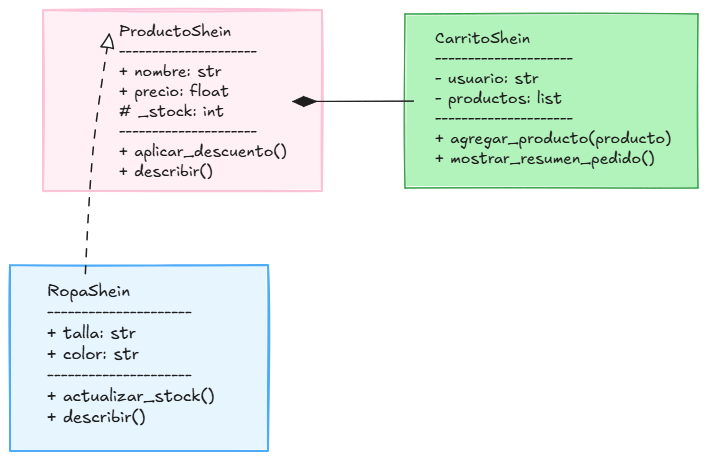 ProductoShein
---------------------
+ nombre: str
+ precio: float
# _stock: int
---------------------
+ aplicar_descuento()
+ describir()
CarritoShein
---------------------
- usuario: str
- productos: list
---------------------
+ agregar_producto(producto)
+ mostrar_resumen_pedido()
RopaShein
----------------------
+ talla: str
+ color: str
----------------------
+ actualizar_stock()
+ describir()